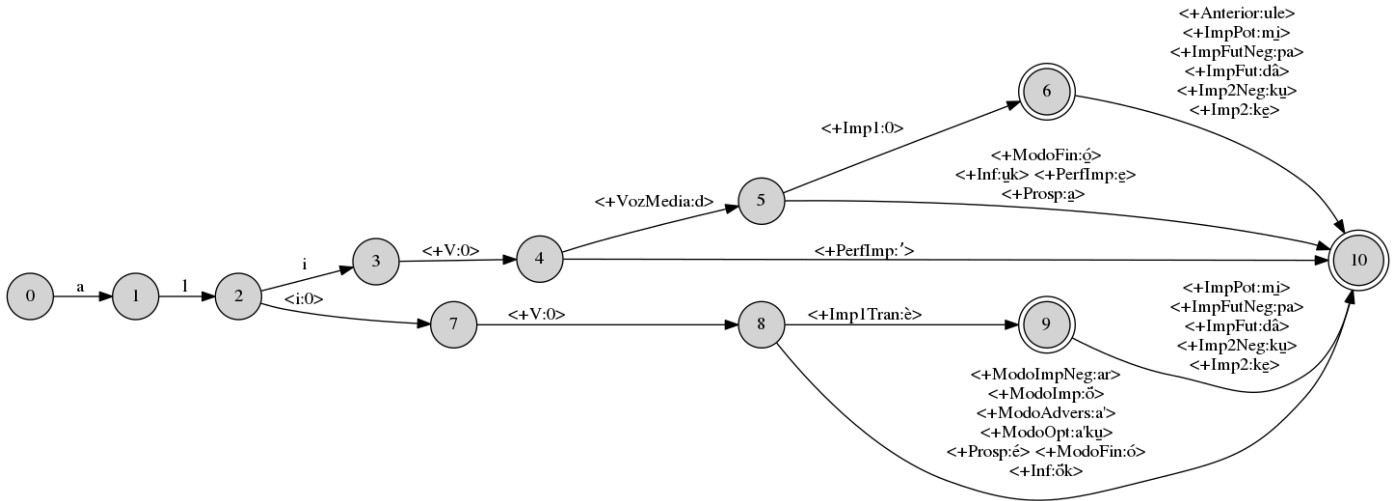 <+Anterior:ule>
<+ImpPot:mi̱>
<+ImpFutNeg:pa>
<+ImpFut:dâ>
<+Imp2Neg:ku̱>
<+Imp2:ke̱>
6
<+Imp1:0>
<+ModoFin:ó̱>
<+Inf:u̱k> <+PerfImp:e̱>
<+Prosp:a̱>
<+VozMedia:d>
5
i
3
<+V:0>
4
<+PerfImp:′>
10
0
a
1
l
2
<i:0>
7
<+V:0>
8
<+Imp1Tran:è>
9
<+ImpPot:mi̱>
<+ImpFutNeg:pa>
<+ImpFut:dâ>
<+Imp2Neg:ku̱>
<+Imp2:ke̱>
<+ModoImpNeg:ar>
<+ModoImp:ö́>
<+ModoAdvers:a'>
<+ModoOpt:a'ku̱>
<+Prosp:é> <+ModoFin:ó>
<+Inf:ö́k>